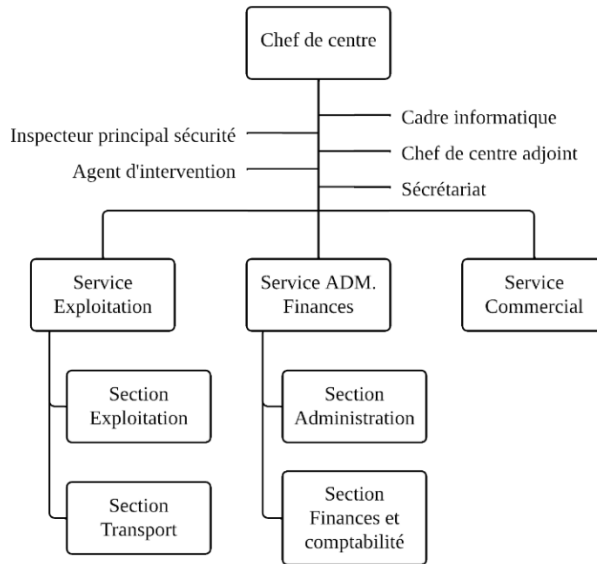 Chef de centre
Cadre informatique
Inspecteur principal sécurité
Chef de centre adjoint
Agent d'intervention
Sécrétariat
Service
Exploitation
Service ADM.
Finances
Service
Commercial
Section
Exploitation
Section
Administration
Section
Transport
Section
Finances et
comptabilité